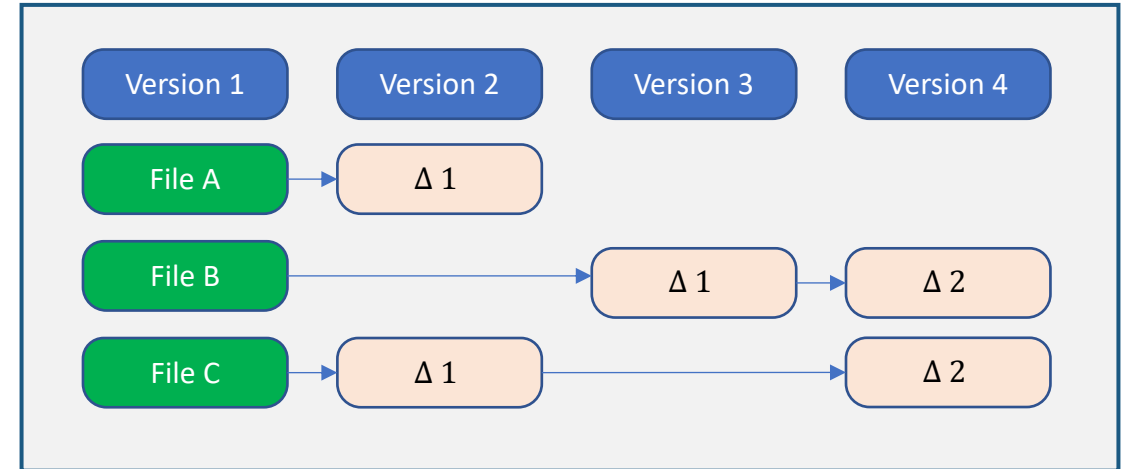 Version 1 Version 2 Version 3 Version 4
File A Δ 1
File B Δ 1 Δ 2
File C Δ 1 Δ 2